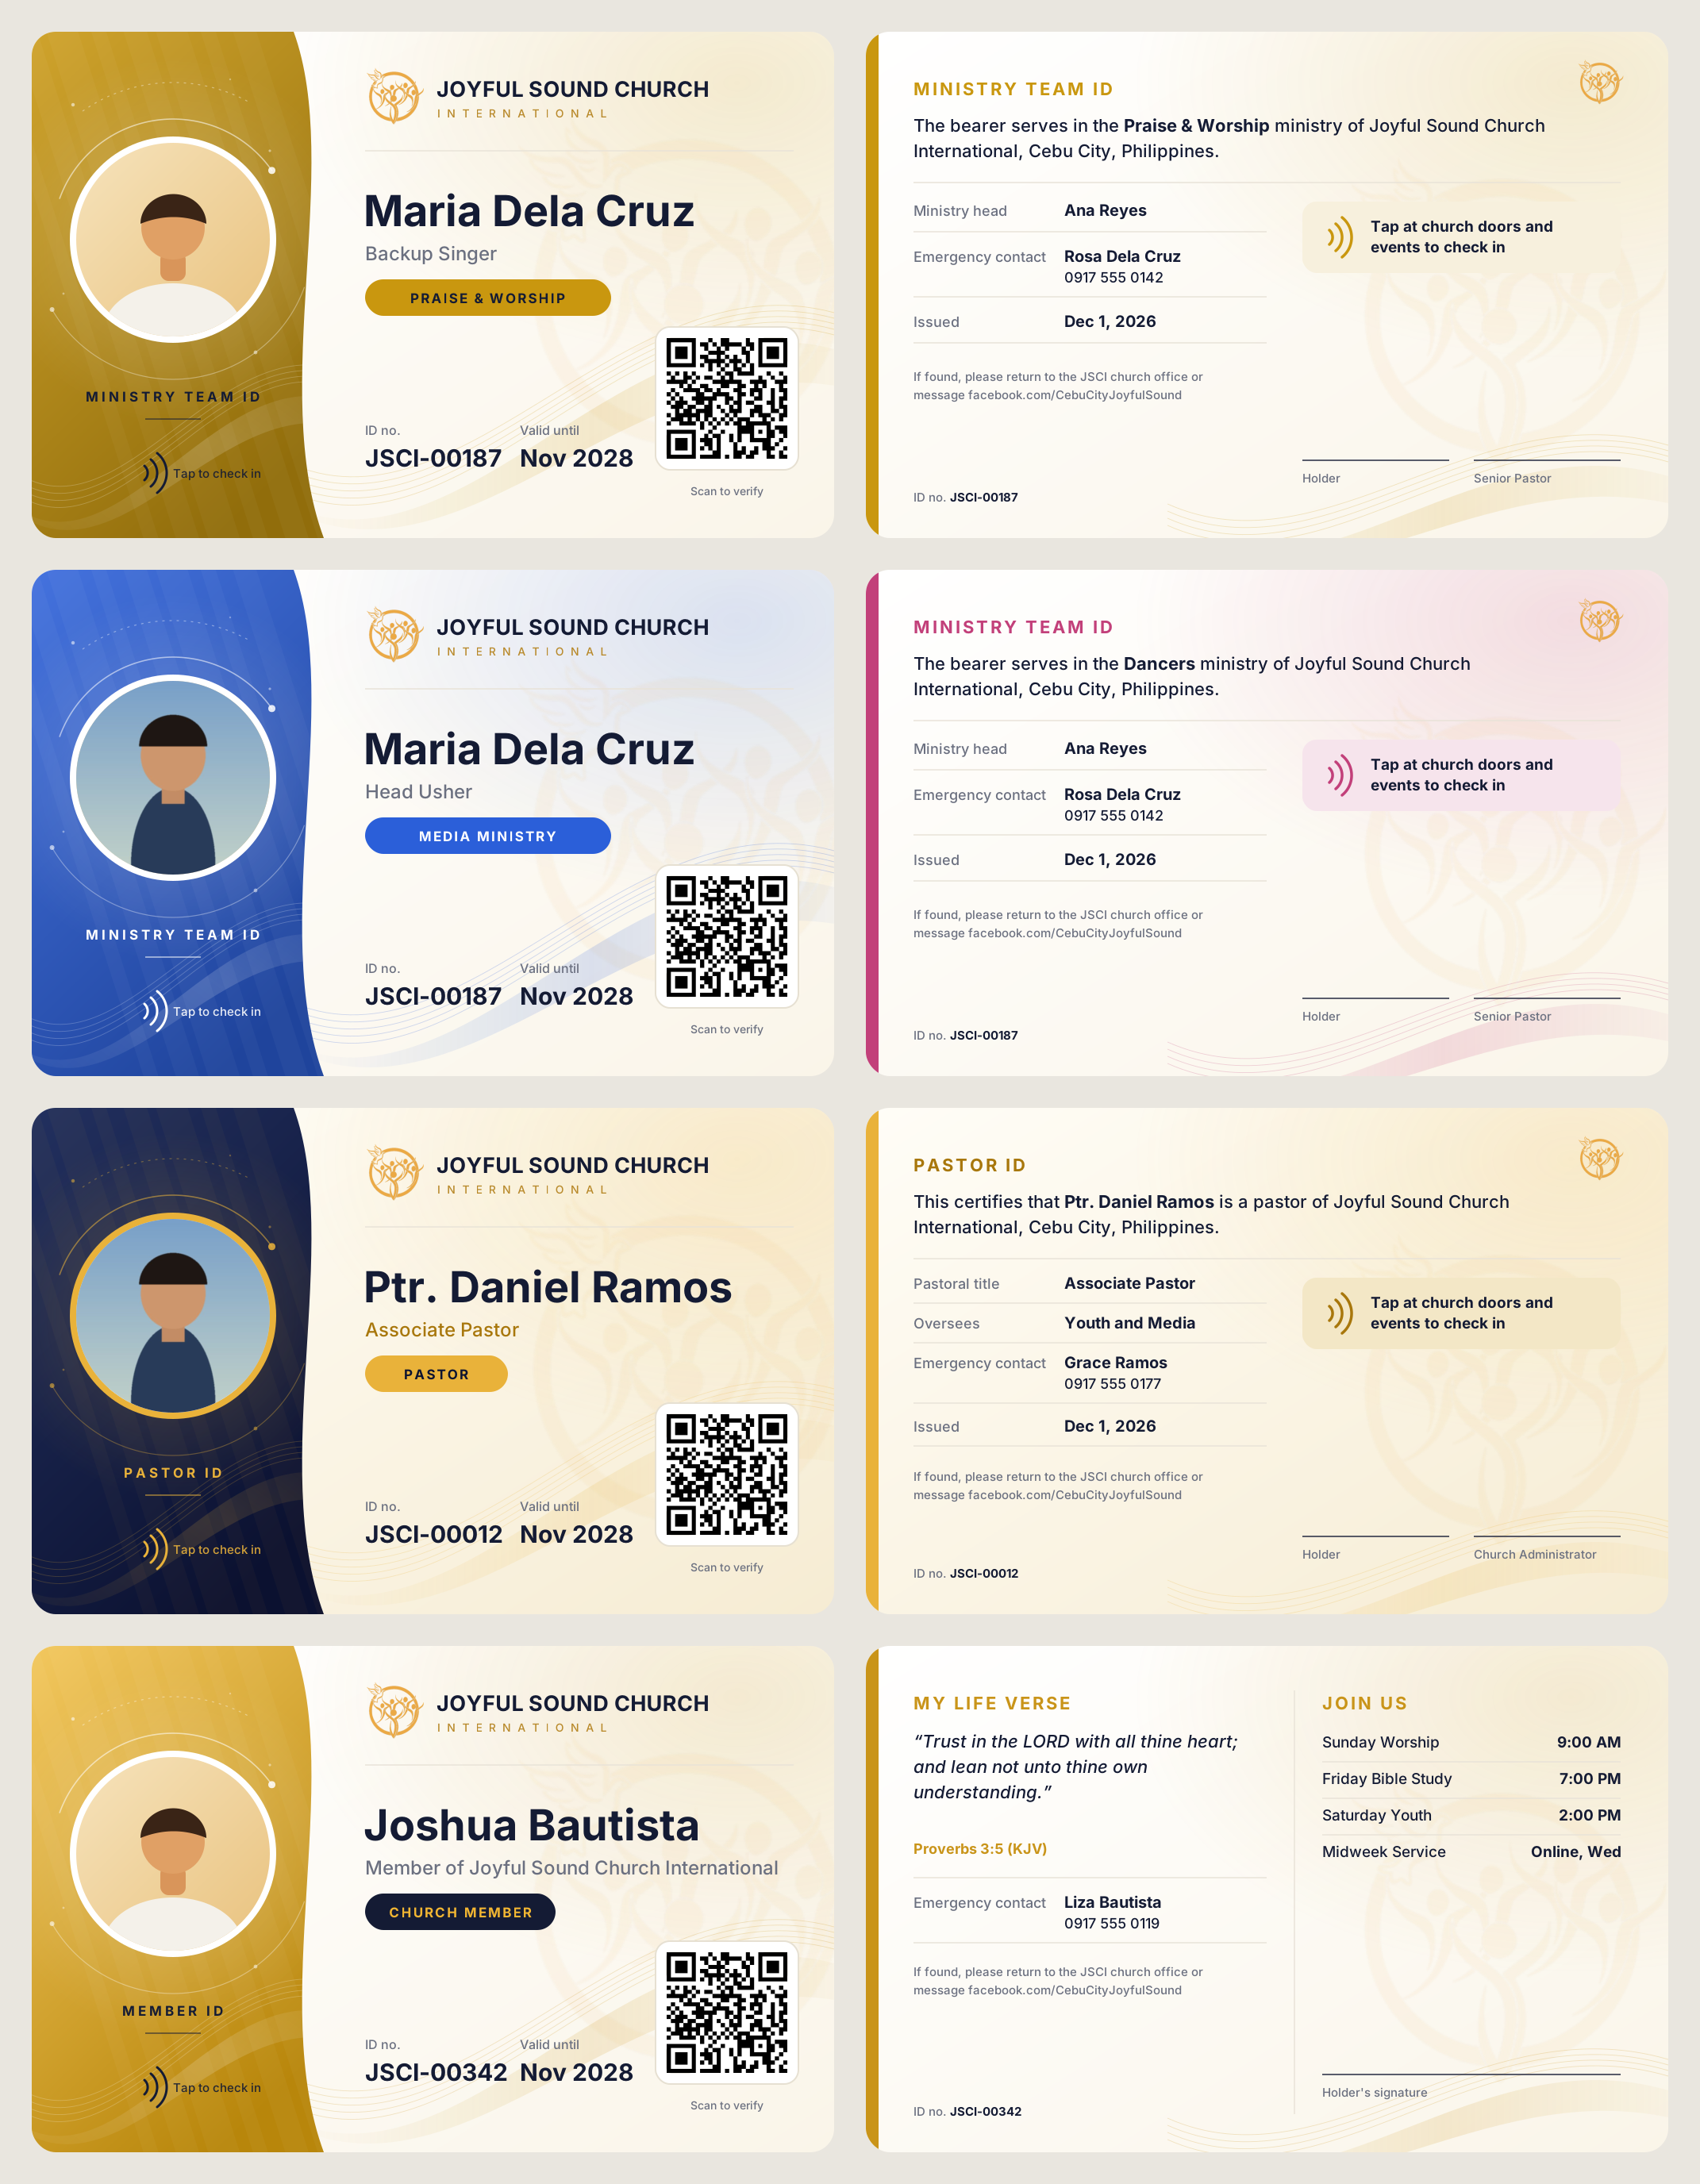 JOYFUL SOUND CHURCH
INTERNATIONAL
Maria Dela Cruz
Backup Singer
PRAISE & WORSHIP
MINISTRY TEAM ID
Tap to check in
ID no.
JSCI-00187
Valid until
Nov 2028
Scan to verify
MINISTRY TEAM ID
The bearer serves in the Praise & Worship ministry of Joyful Sound Church
International, Cebu City, Philippines.
Ministry head Ana Reyes
Emergency contact Rosa Dela Cruz
0917 555 0142
Issued Dec 1, 2026
Tap at church doors and
events to check in
If found, please return to the JSCI church office or
message facebook.com/CebuCityJoyfulSound
Holder
Senior Pastor
ID no. JSCI-00187
JOYFUL SOUND CHURCH
INTERNATIONAL
Maria Dela Cruz
Head Usher
MEDIA MINISTRY
MINISTRY TEAM ID
Tap to check in
ID no.
JSCI-00187
Valid until
Nov 2028
Scan to verify
MINISTRY TEAM ID
The bearer serves in the Dancers ministry of Joyful Sound Church
International, Cebu City, Philippines.
Ministry head Ana Reyes
Emergency contact Rosa Dela Cruz
0917 555 0142
Issued Dec 1, 2026
Tap at church doors and
events to check in
If found, please return to the JSCI church office or
message facebook.com/CebuCityJoyfulSound
Holder
Senior Pastor
ID no. JSCI-00187
JOYFUL SOUND CHURCH
INTERNATIONAL
Ptr. Daniel Ramos
Associate Pastor
PASTOR
PASTOR ID
Tap to check in
ID no.
JSCI-00012
Valid until
Nov 2028
Scan to verify
PASTOR ID
This certifies that Ptr. Daniel Ramos is a pastor of Joyful Sound Church
International, Cebu City, Philippines.
Pastoral title Associate Pastor
Oversees Youth and Media
Emergency contact Grace Ramos
0917 555 0177
Issued Dec 1, 2026
Tap at church doors and
events to check in
If found, please return to the JSCI church office or
message facebook.com/CebuCityJoyfulSound
Holder
Church Administrator
ID no. JSCI-00012
JOYFUL SOUND CHURCH
INTERNATIONAL
Joshua Bautista
Member of Joyful Sound Church International
CHURCH MEMBER
MEMBER ID
Tap to check in
ID no.
JSCI-00342
Valid until
Nov 2028
Scan to verify
MY LIFE VERSE
“Trust in the LORD with all thine heart;
and lean not unto thine own
understanding.”
Proverbs 3:5 (KJV)
Emergency contact Liza Bautista
0917 555 0119
If found, please return to the JSCI church office or
message facebook.com/CebuCityJoyfulSound
ID no. JSCI-00342
JOIN US
Sunday Worship 9:00 AM
Friday Bible Study 7:00 PM
Saturday Youth 2:00 PM
Midweek Service Online, Wed
Holder's signature